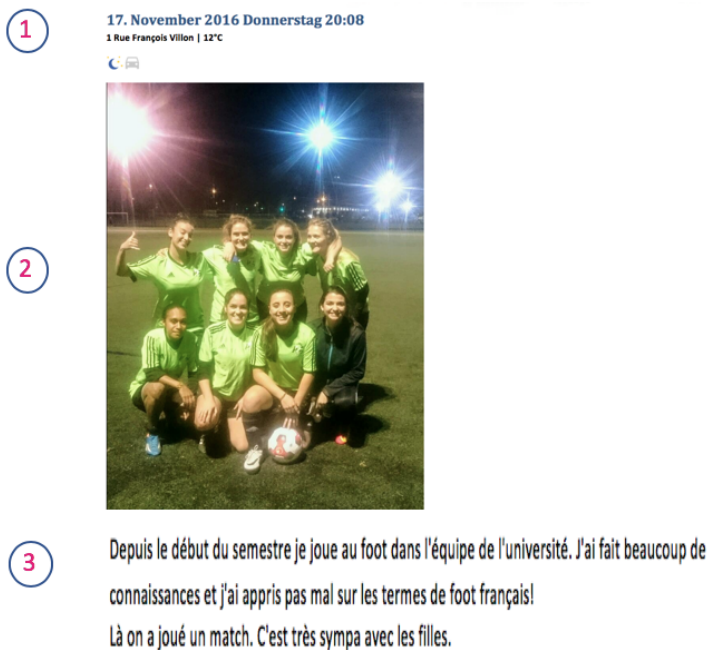 1
17. November 2016 Donnerstag 20:08
1 Rue François Villon | 12°C
2
3
Depuis le début du semestre je joue au foot dans l'équipe de l'université. J'ai fait beaucoup de
connaissances et j'ai appris pas mal sur les termes de foot français!
Là on a joué un match. C'est très sympa avec les filles.